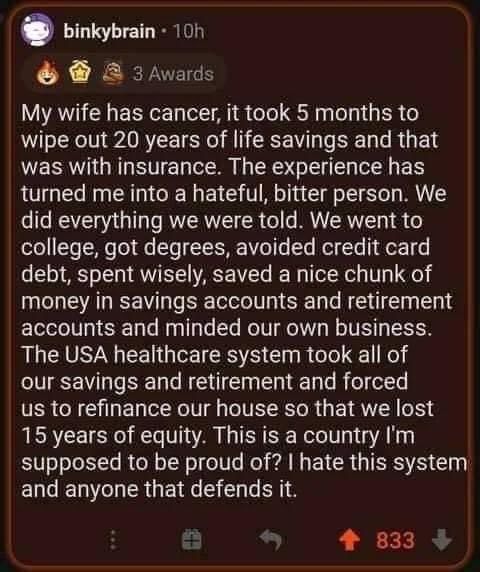 binkybrain • 10h
3 Awards
My wife has cancer, it took 5 months to
wipe out 20 years of life savings and that
was with insurance. The experience has
turned me into a hateful, bitter person. We
did everything we were told. We went to
college, got degrees, avoided credit card
debt, spent wisely, saved a nice chunk of
money in savings accounts and retirement
accounts and minded our own business.
The USA healthcare system took all of
our savings and retirement and forced
us to refinance our house so that we lost
15 years of equity. This is a country I'm
supposed to be proud of? I hate this system
and anyone that defends it.
833